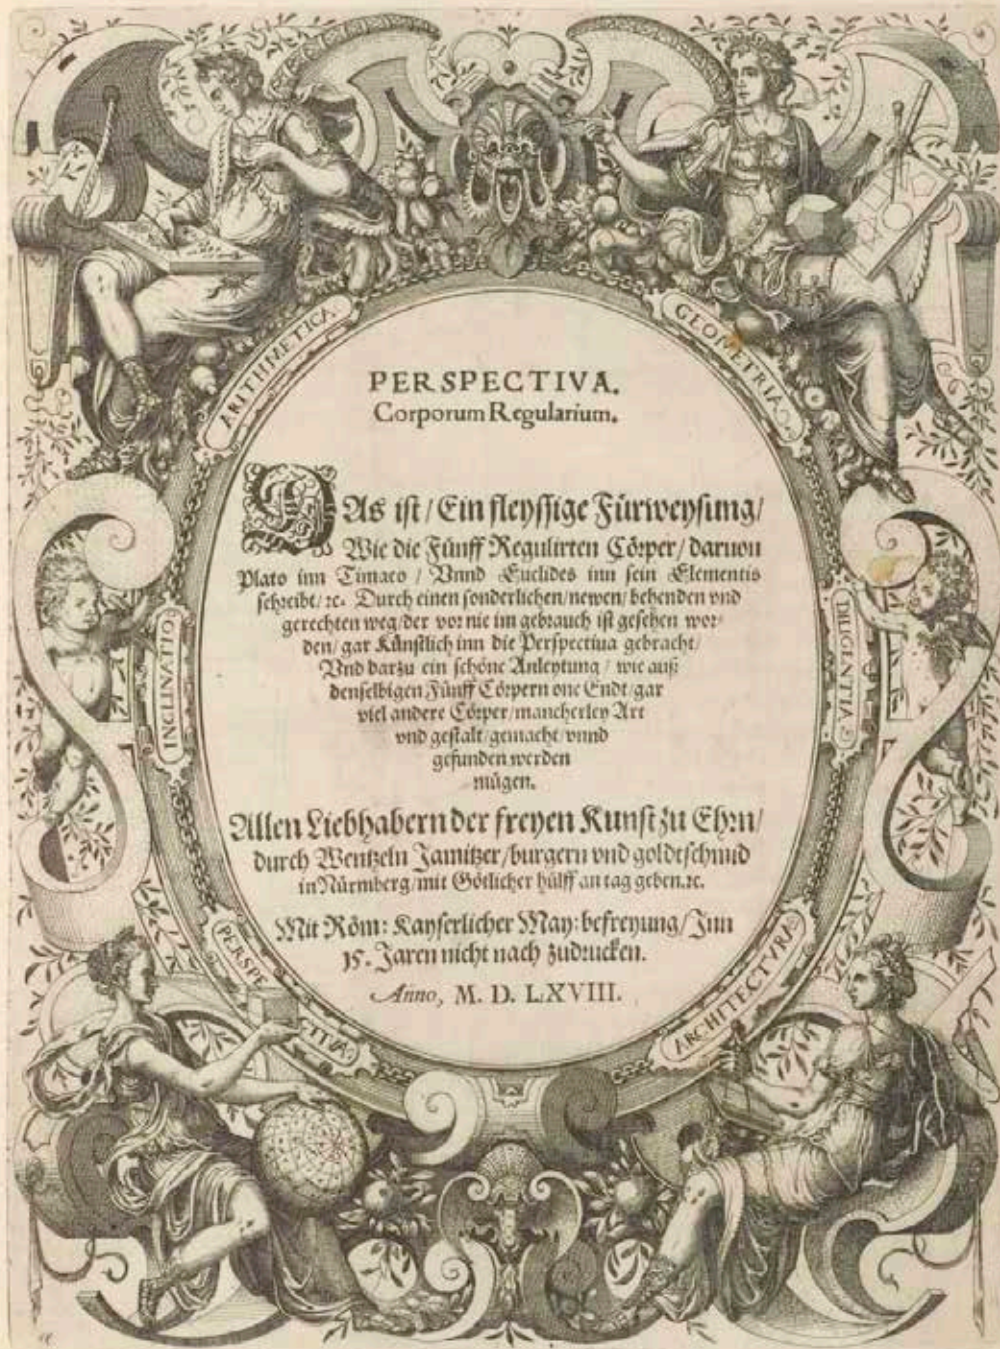 ARITHMETICA.
GEOMETRIA
PERSPECTIVA.
Corporum Regularium.
DAs ist / Ein fleyssige Fürweysung /
Wie die Fünff Regulirten Cörper / daruon
Plato inn Timaeo / Vnnd Euclides inn sein Elementis
schreibt / ꝛc. Durch einen sonderlichen / newen / behenden vnd
gerechten weg / der vor nie im gebrauch ist gesehen wor⸗
den / gar Künstlich inn die Perspectiua gebracht /
Vnd darzu ein schöne Anleytung / wie auß
denselbigen Fünff Cörpern one Endt / gar
viel andere Cörper / mancherley Art
vnd gestalt / gemacht / vnnd
gefunden werden
mügen.
INCLINATIO
DILIGENTIA
Allen Liebhabern der freyen Kunst zu Ehrn /
durch Wentzeln Jamitzer / burgern vnd goldtschmid
in Nürmberg / mit Götlicher hülff an tag geben. ꝛc.
Mit Röm: Kayserlicher May: befreyung / Inn
15. Jaren nicht nach zudrucken.
Anno, M. D. LXVIII.
PERSPE
CTIVA
ARCHITECTVRA